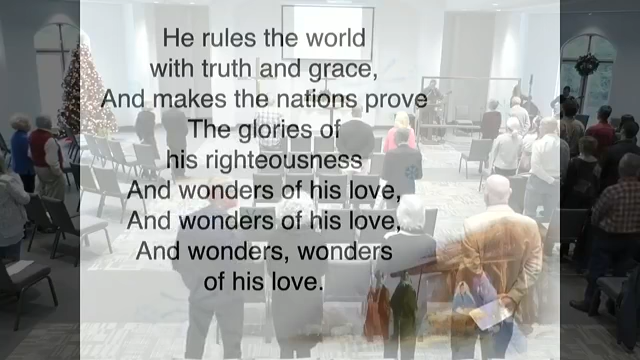 He rules the world
with truth and grace,
And makes the nations prove
The glories of
his righteousness
And wonders of his love,
And wonders of his love,
And wonders, wonders
of his love.